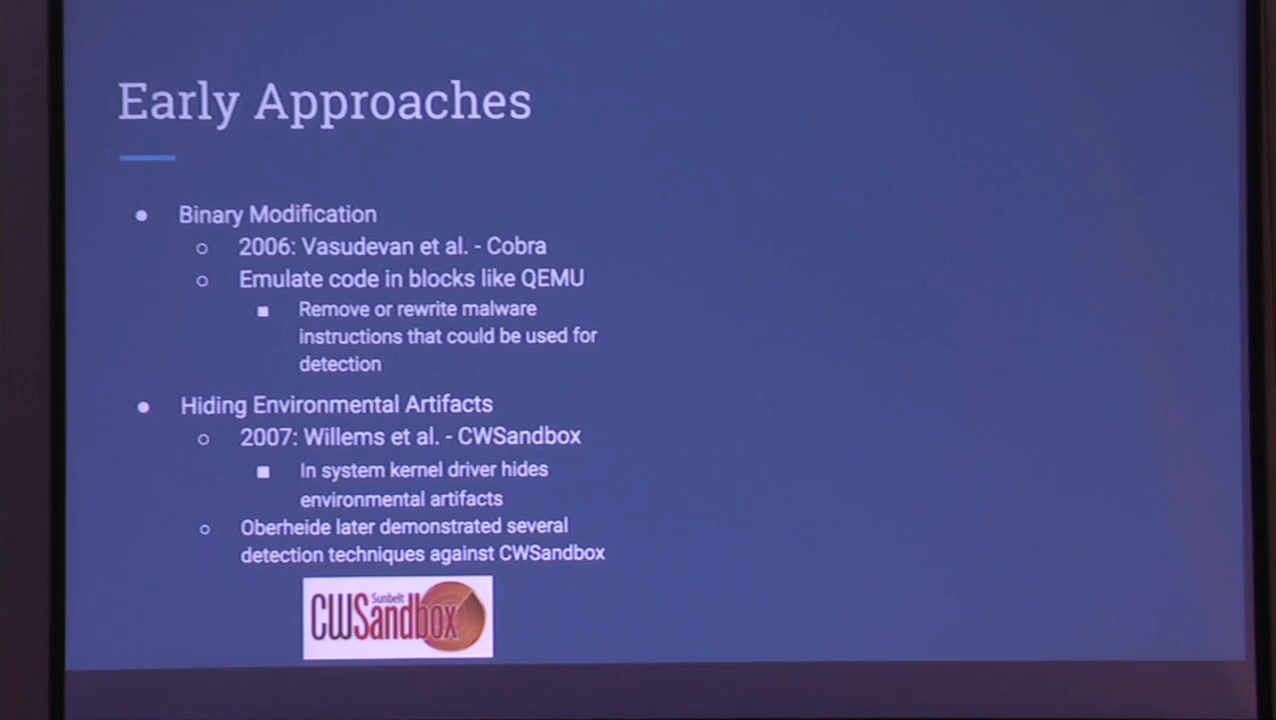 Early Approaches
● Binary Modification
○ 2006: Vasudevan et al. - Cobra
○ Emulate code in blocks like QEMU
■ Remove or rewrite malware
instructions that could be used for
detection
● Hiding Environmental Artifacts
○ 2007: Willems et al. - CWSandbox
■ In system kernel driver hides
environmental artifacts
○ Oberheide later demonstrated several
detection techniques against CWSandbox
Sunbelt
CWSandbox